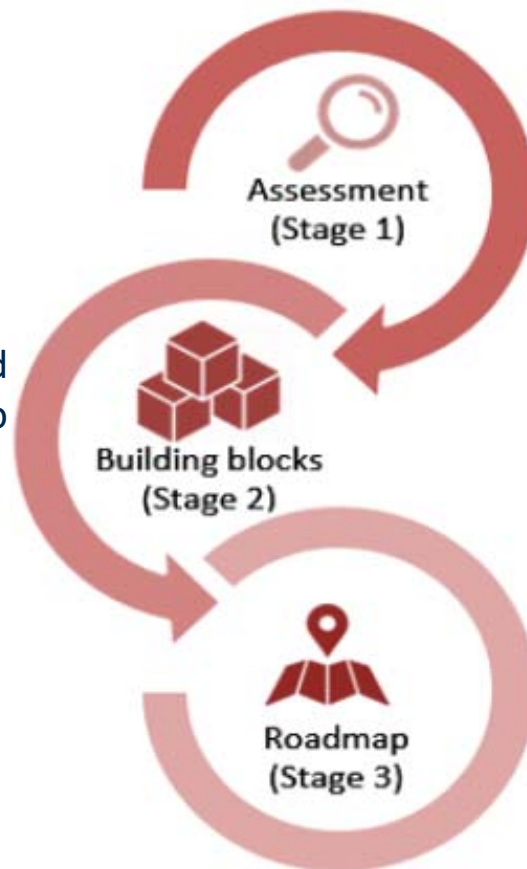 Assessment
(Stage 1)
Building blocks
(Stage 2)
Roadmap
(Stage 3)